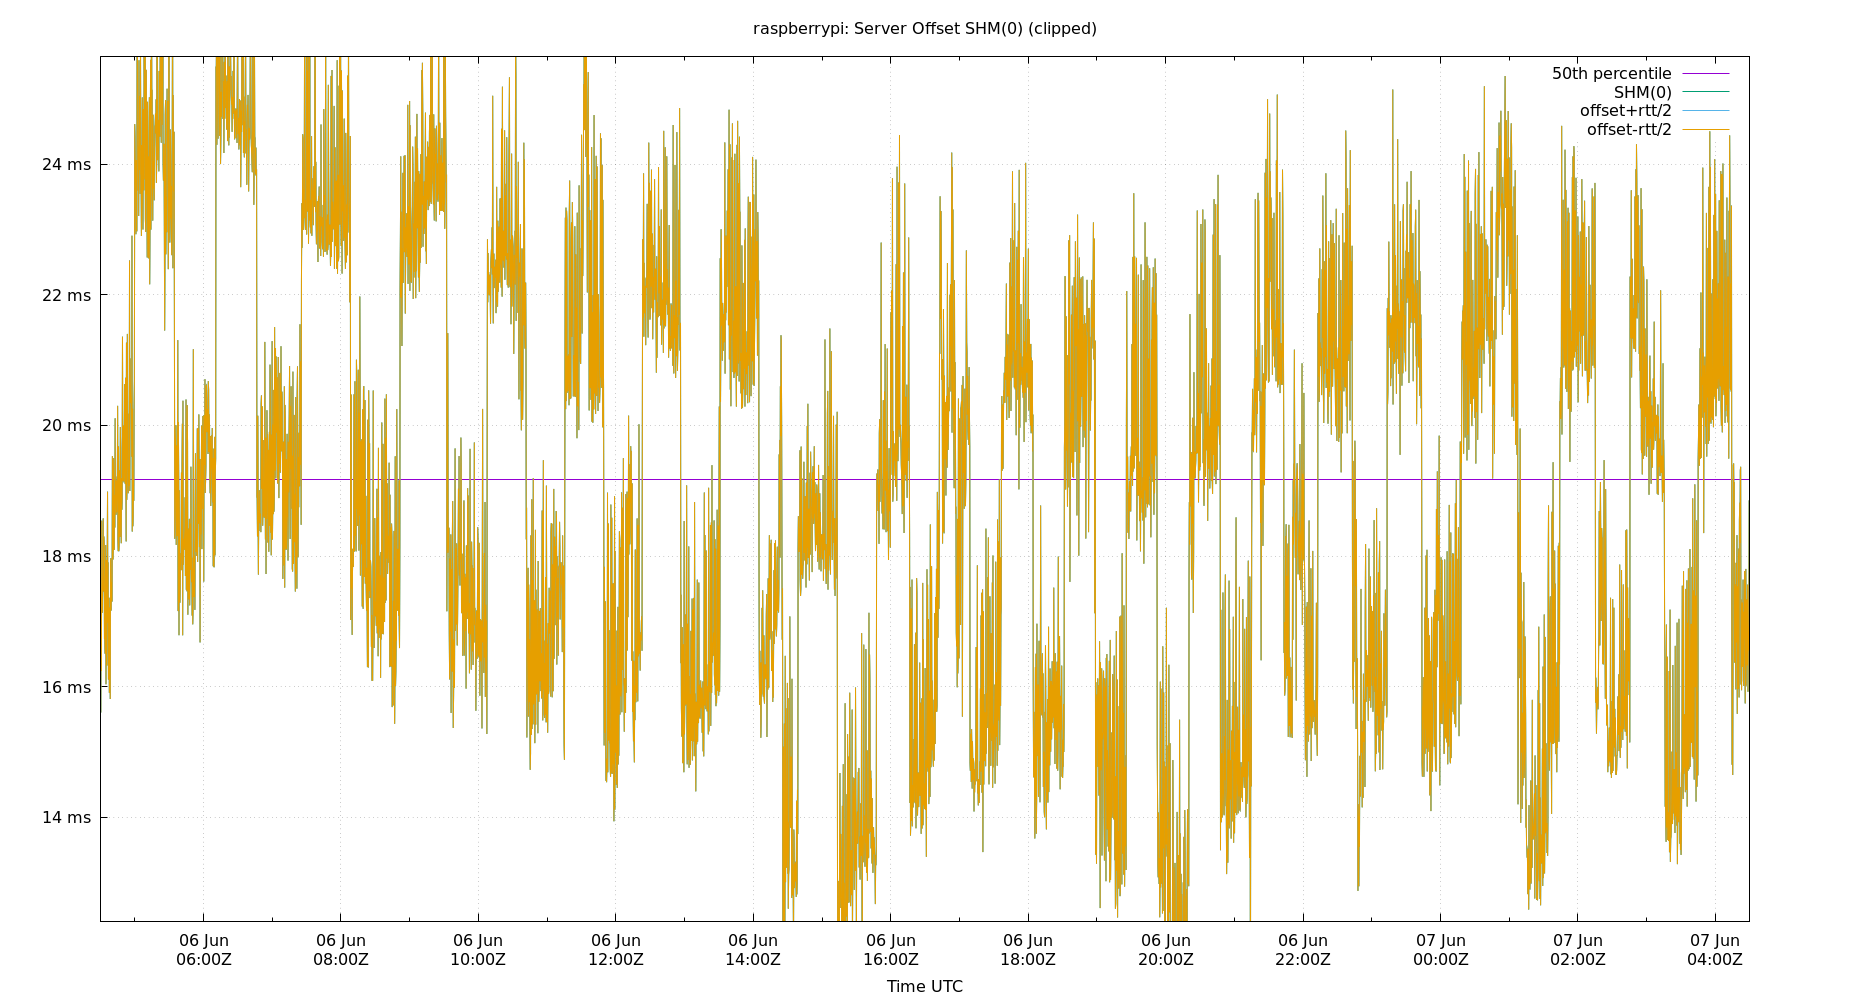 raspberrypi: Server Offset SHM(0) (clipped)
50th percentile
SHM(0)
offset+rtt/2
offset-rtt/2
24 ms
22 ms
20 ms
18 ms
16 ms
14 ms
06 Jun 06 Jun 06 Jun 06 Jun 06 Jun 06 Jun 06 Jun 06 Jun 06 Jun 07 Jun 07 Jun 07 Jun
06:00Z 08:00Z 10:00Z 12:00Z 14:00Z 16:00Z 18:00Z 20:00Z 22:00Z 00:00Z 02:00Z 04:00Z
Time UTC